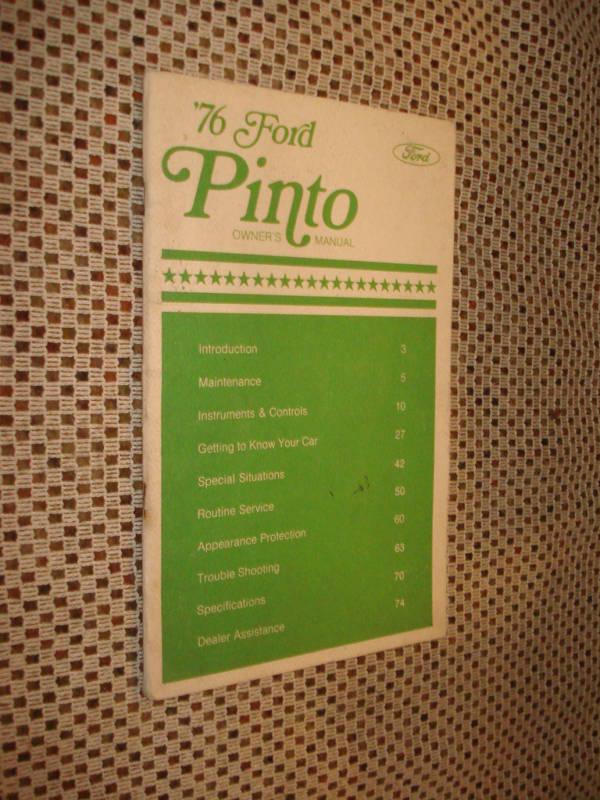 '76 Ford
Ford
Pinto
OWNER'S MANUAL
Introduction 3
Maintenance 5
Instruments & Controls 10
Getting to Know Your Car 27
Special Situations 42
Routine Service 50
Appearance Protection 60
Trouble Shooting 63
Specifications 70
Dealer Assistance 74